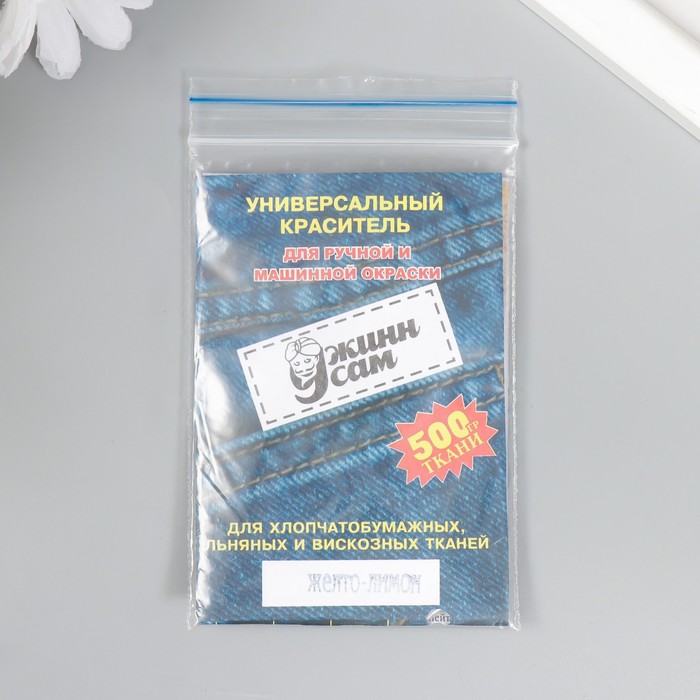 УНИВЕРСАЛЬНЫЙ
КРАСИТЕЛЬ
ДЛЯ РУЧНОЙ И
МАШИННОЙ ОКРАСКИ
Джинн
сам
500 ГР
ТКАНИ
ДЛЯ ХЛОПЧАТОБУМАЖНЫХ,
ЛЬНЯНЫХ И ВИСКОЗНЫХ ТКАНЕЙ
ЖЕЛТО-ЛИМОН